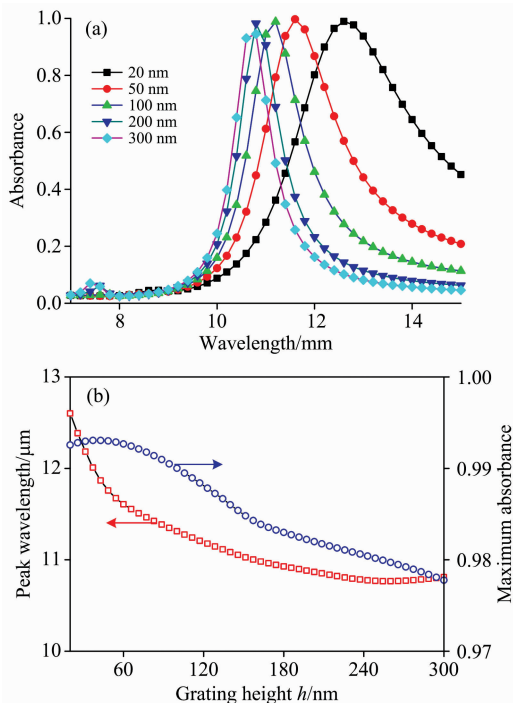 (a)
1.0
0.8
0.6
0.4
0.2
0.0
Absorbance
20 nm
50 nm
100 nm
200 nm
300 nm
8 10 12 14
Wavelength/mm
(b)
13
12
11
10
Peak wavelength/μm
1.00
0.99
0.98
0.97
Maximum absorbance
60 120 180 240 300
Grating height h/nm